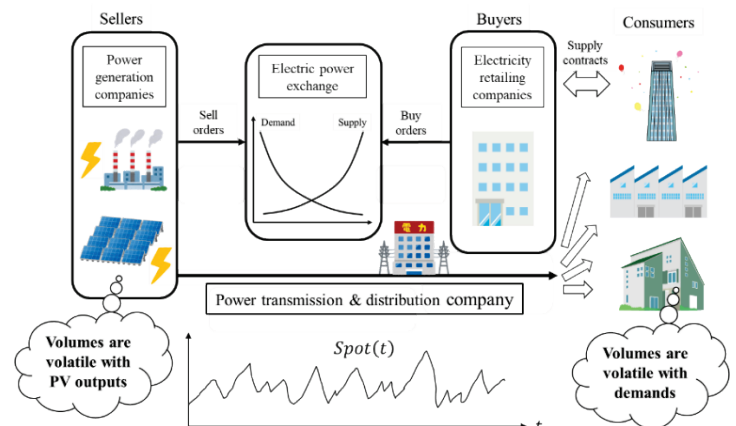 Sellers
Buyers
Consumers
Power
generation
companies
Electric power
exchange
Electricity
retailing
companies
Supply
contracts
Sell
orders
Demand
Supply
Buy
orders
電力
Power transmission & distribution company
Volumes are
volatile with
PV outputs
Spot(t)
t
Volumes are
volatile with
demands